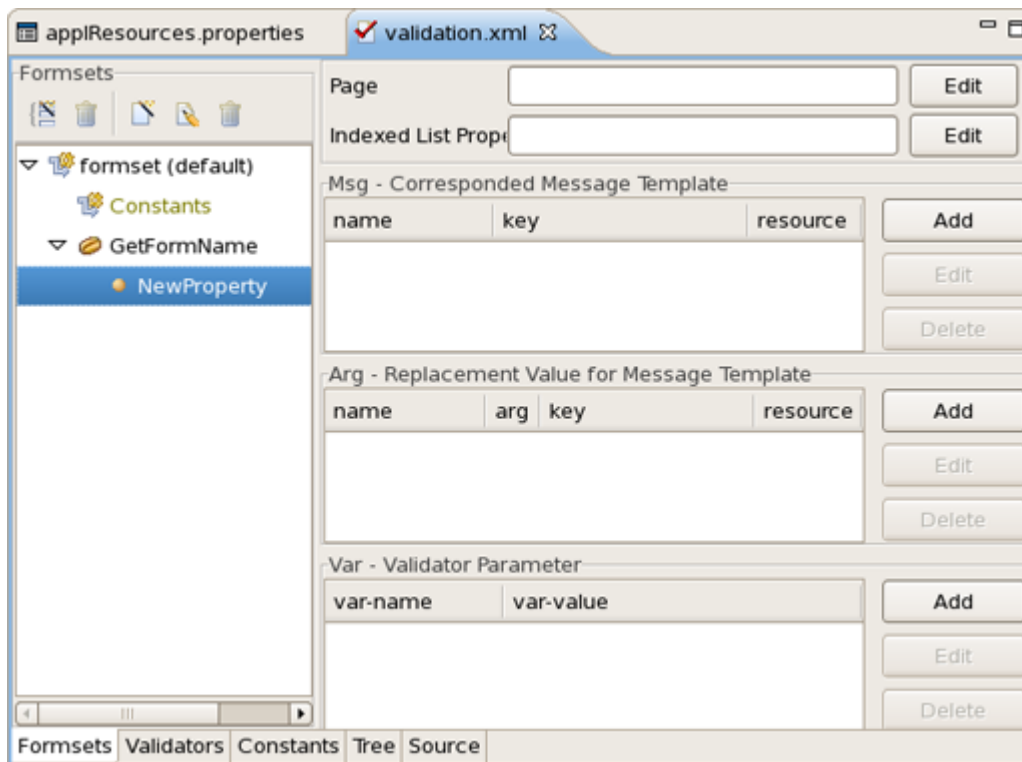 applResources.properties validation.xml
Formsets
formset (default)
Constants
GetFormName
NewProperty
Page Edit
Indexed List Prope Edit
Msg - Corresponded Message Template
name key resource Add
Edit
Delete
Arg - Replacement Value for Message Template
name arg key resource Add
Edit
Delete
Var - Validator Parameter
var-name var-value Add
Edit
Delete
Formsets Validators Constants Tree Source